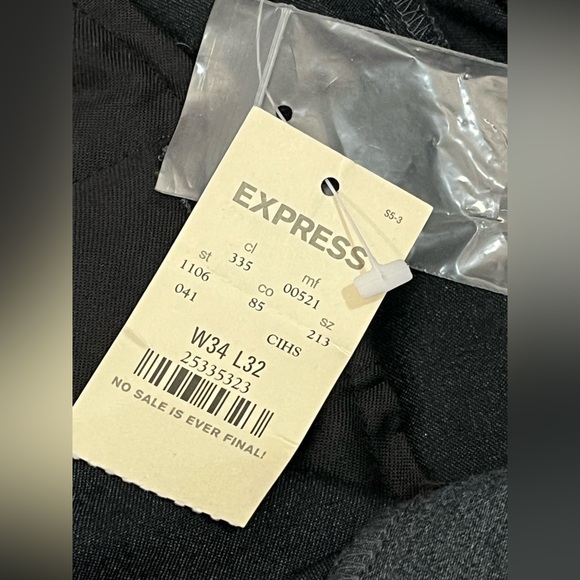 S5-3
EXPRESS
st cl mf
1106 335 00521
041 co sz
85 213
CIHS
W34 L32
25335323
NO SALE IS EVER FINAL!